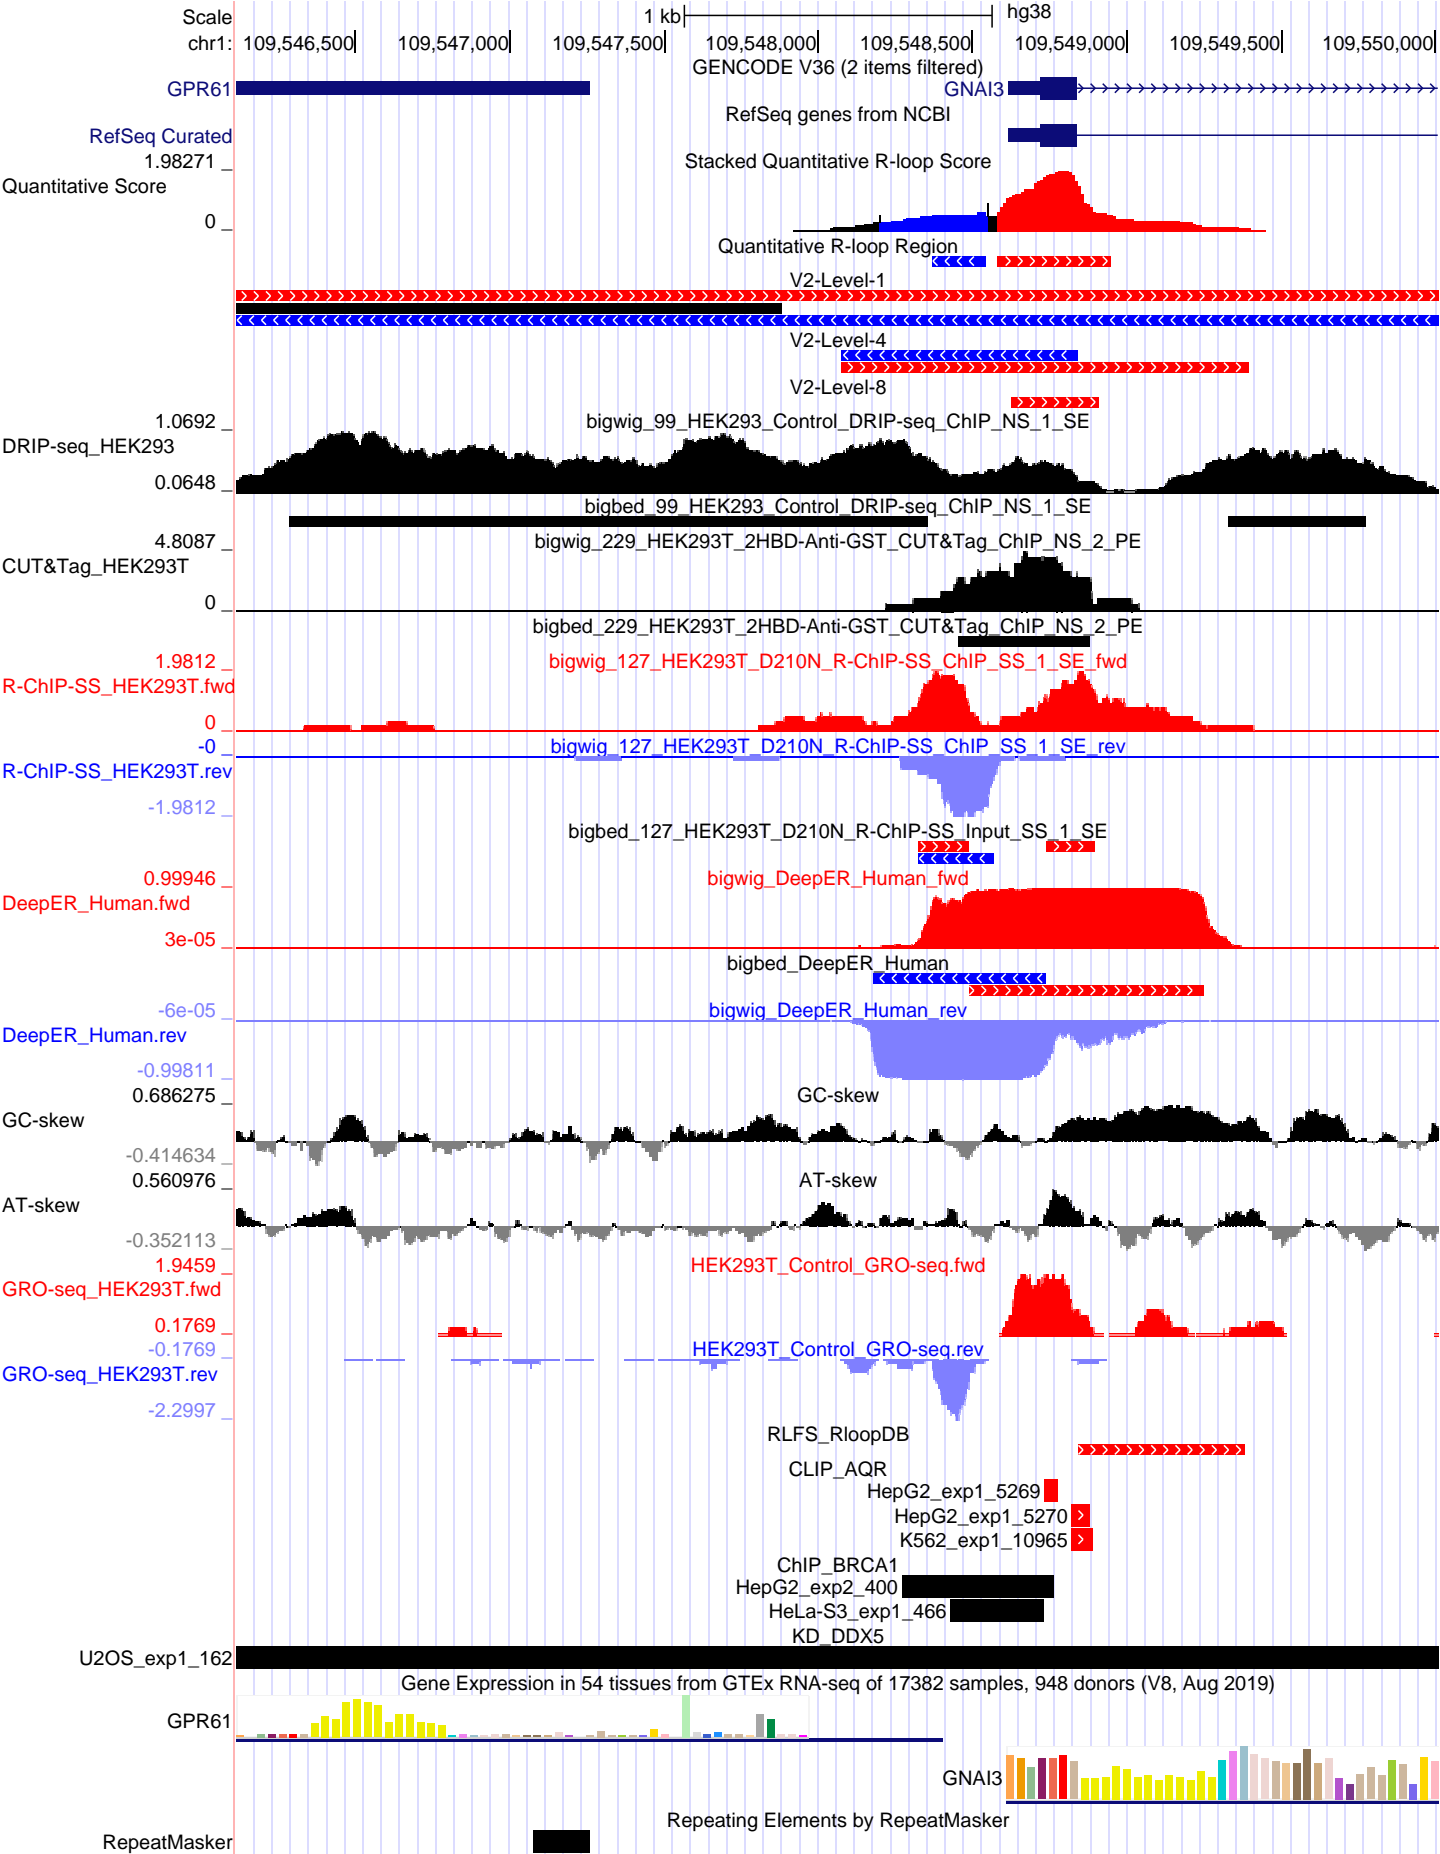 Scale 1 kb hg38
chr1: 109,546,500 109,547,000 109,547,500 109,548,000 109,548,500 109,549,000 109,549,500 109,550,000
GENCODE V36 (2 items filtered)
GPR61 GNAI3
RefSeq genes from NCBI
RefSeq Curated
1.98271 Stacked Quantitative R-loop Score
Quantitative Score
0
Quantitative R-loop Region
V2-Level-1
V2-Level-4
V2-Level-8
1.0692 bigwig_99_HEK293_Control_DRIP-seq_ChIP_NS_1_SE
DRIP-seq_HEK293
0.0648
bigbed_99_HEK293_Control_DRIP-seq_ChIP_NS_1_SE
4.8087 bigwig_229_HEK293T_2HBD-Anti-GST_CUT&Tag_ChIP_NS_2_PE
CUT&Tag_HEK293T
0
bigbed_229_HEK293T_2HBD-Anti-GST_CUT&Tag_ChIP_NS_2_PE
1.9812 bigwig_127_HEK293T_D210N_R-ChIP-SS_ChIP_SS_1_SE_fwd
R-ChIP-SS_HEK293T.fwd
0
-0 bigwig_127_HEK293T_D210N_R-ChIP-SS_ChIP_SS_1_SE_rev
R-ChIP-SS_HEK293T.rev
-1.9812
bigbed_127_HEK293T_D210N_R-ChIP-SS_Input_SS_1_SE
0.99946 bigwig_DeepER_Human_fwd
DeepER_Human.fwd
3e-05
bigbed_DeepER_Human
-6e-05 bigwig_DeepER_Human_rev
DeepER_Human.rev
-0.99811
0.686275 GC-skew
GC-skew
-0.414634
0.560976 AT-skew
AT-skew
-0.352113
1.9459 HEK293T_Control_GRO-seq.fwd
GRO-seq_HEK293T.fwd
0.1769
-0.1769 HEK293T_Control_GRO-seq.rev
GRO-seq_HEK293T.rev
-2.2997
RLFS_RloopDB
CLIP_AQR
HepG2_exp1_5269
HepG2_exp1_5270
K562_exp1_10965
ChIP_BRCA1
HepG2_exp2_400
HeLa-S3_exp1_466
KD_DDX5
U2OS_exp1_162
Gene Expression in 54 tissues from GTEx RNA-seq of 17382 samples, 948 donors (V8, Aug 2019)
GPR61
GNAI3
Repeating Elements by RepeatMasker
RepeatMasker